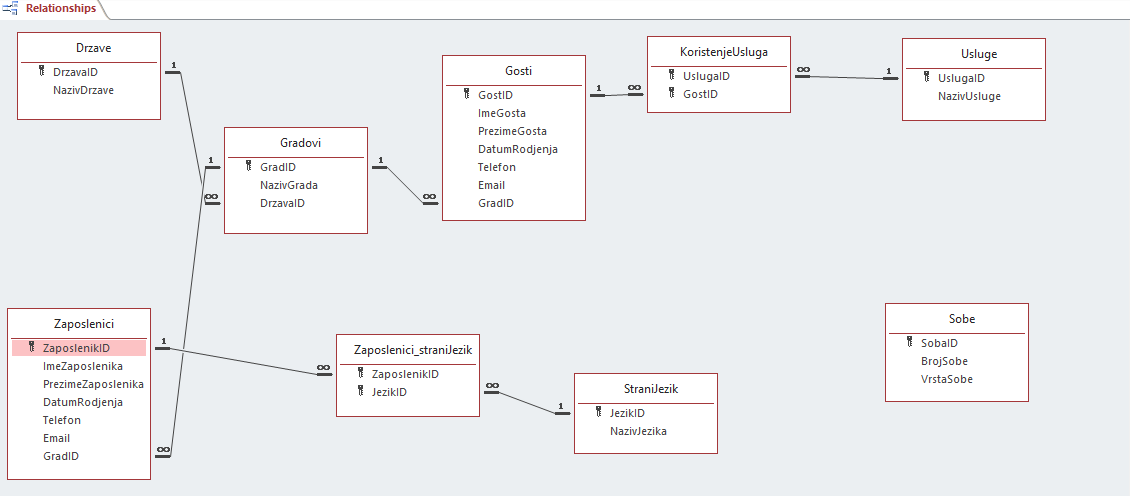 Relationships
Drzave
DrzavaID
NazivDrzave
1
∞
Gradovi
GradID
NazivGrada
DrzavaID
1
1
∞
Gosti
GostID
ImeGosta
PrezimeGosta
DatumRodjenja
Telefon
Email
GradID
1
∞
KoristenjeUsluga
UslugaID
GostID
∞
1
Usluge
UslugaID
NazivUsluge
Zaposlenici
ZaposlenikID
ImeZaposlenika
PrezimeZaposlenika
DatumRodjenja
Telefon
Email
GradID
1
∞
∞
Zaposlenici_straniJezik
ZaposlenikID
JezikID
∞
1
StraniJezik
JezikID
NazivJezika
Sobe
SobaID
BrojSobe
VrstaSobe